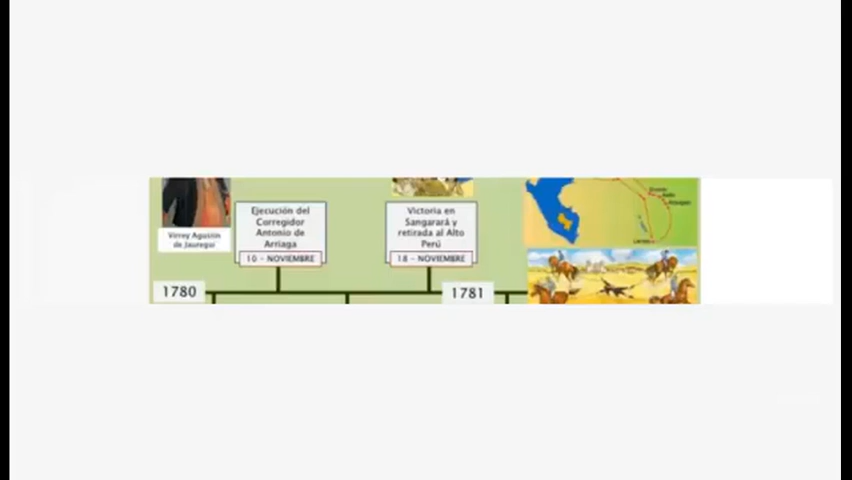 Virrey Agustín
de Jauregui
Ejecución del
Corregidor
Antonio de
Arriaga
10 - NOVIEMBRE
Victoria en
Sangarará y
retirada al Alto
Perú
18 - NOVIEMBRE
1780
1781